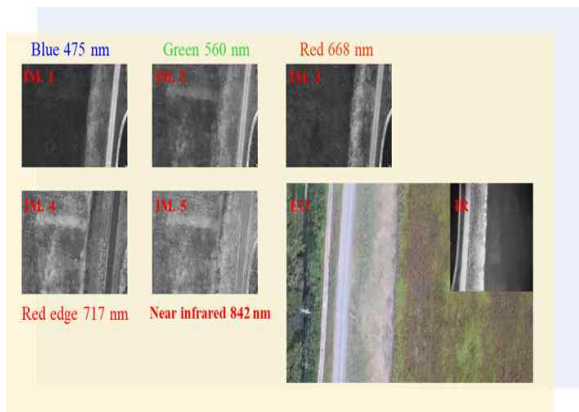 Blue 475 nm
Green 560 nm
Red 668 nm
IM. 1
IM. 2
IM. 3
IM. 4
IM. 5
EO
IR
Red edge 717 nm
Near infrared 842 nm